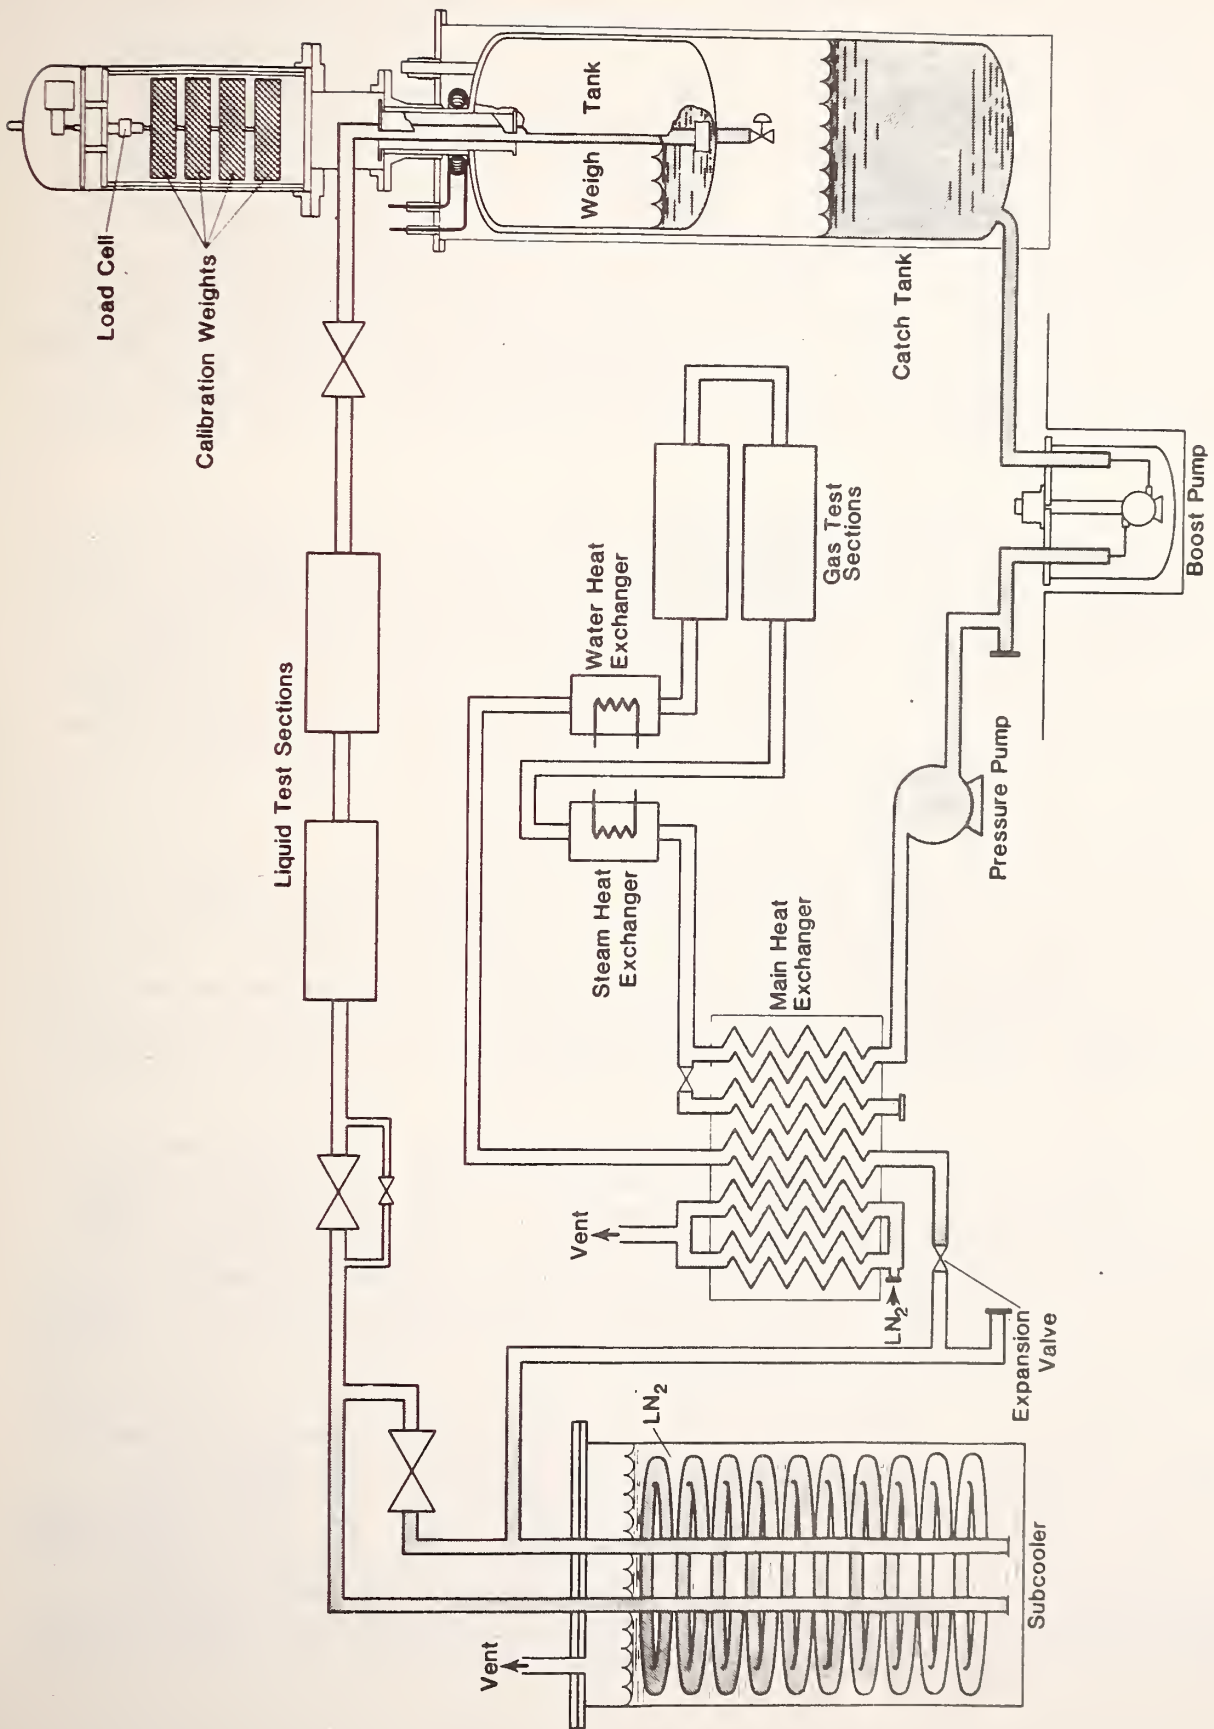 Load Cell
Calibration Weights
Weigh Tank
Catch Tank
Liquid Test Sections
Water Heat
Exchanger
Gas Test
Sections
Steam Heat
Exchanger
Main Heat
Exchanger
Boost Pump
Pressure Pump
Vent
LN2
Expansion
Valve
LN2
Vent
Subcooler